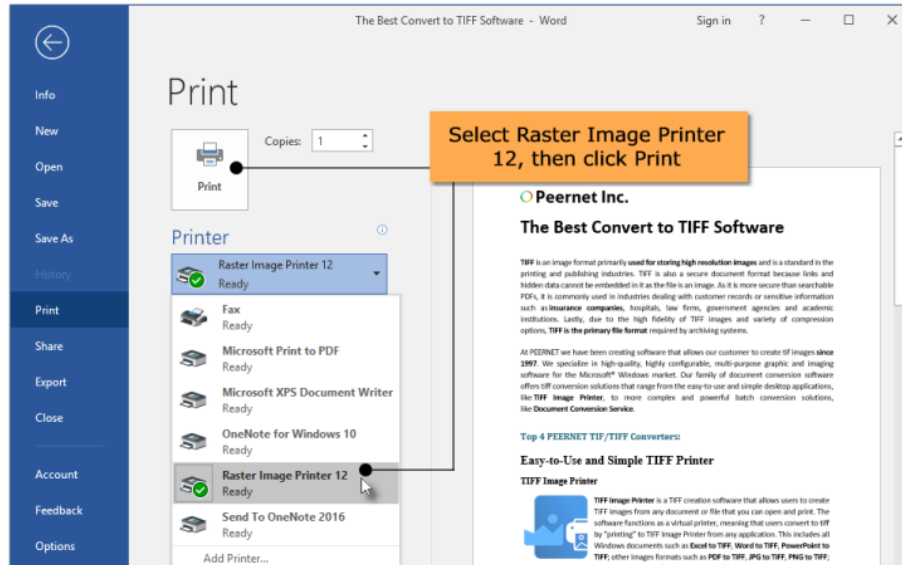 The Best Convert to TIFF Software - Word
Sign in
?
Info
New
Open
Save
Save As
History
Print
Share
Export
Close
Account
Feedback
Options
Print
Print
Copies: 1
Select Raster Image Printer
12, then click Print
Printer
Raster Image Printer 12
Ready
Fax
Ready
Microsoft Print to PDF
Ready
Microsoft XPS Document Writer
Ready
OneNote for Windows 10
Ready
Raster Image Printer 12
Ready
Send To OneNote 2016
Ready
Add Printer...
Peernet Inc.
The Best Convert to TIFF Software
TIFF is an image format primarily used for storing high resolution images and is a standard in the
printing and publishing industries. TIFF is also a secure document format because links and
hidden data cannot be embedded in it as the file is an image. As it is more secure than searchable
PDFs, it is commonly used in industries dealing with customer records or sensitive information
such as insurance companies, hospitals, law firms, government agencies and academic
institutions. Lastly, due to the high fidelity of TIFF images and variety of compression
options, TIFF is the primary file format required by archiving systems.
At PEERNET we have been creating software that allows our customer to create tif images since
1997. We specialize in high-quality, highly configurable, multi-purpose graphic and imaging
software for the Microsoft® Windows market. Our family of document conversion software
offers tiff conversion solutions that range from the easy-to-use and simple desktop applications,
like TIFF Image Printer, to more complex and powerful batch conversion solutions,
like Document Conversion Service.
Top 4 PEERNET TIF/TIFF Converters:
Easy-to-Use and Simple TIFF Printer
TIFF Image Printer
TIFF Image Printer is a TIFF creation software that allows users to create
TIFF images from any document or file that you can open and print. The
software functions as a virtual printer, meaning that users convert to tiff
by "printing" to TIFF Image Printer from any application. This includes all
Windows documents such as Excel to TIFF, Word to TIFF, PowerPoint to
TIFF; other images formats such as PDF to TIFF, JPG to TIFF, PNG to TIFF;